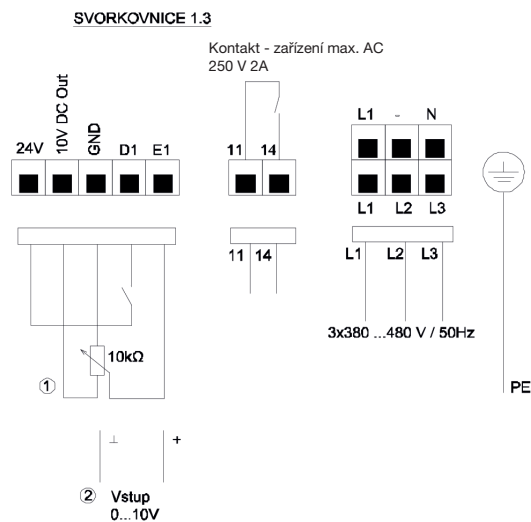 SVORKOVNICE 1.3
Kontakt - zařízení max. AC
250 V 2A
24V 10V DC Out GND D1 E1
11 14
L1 - N
L1 L2 L3
11 14
L1 L2 L3
3x380 ...480 V / 50Hz
10kΩ
①
PE
⊥ +
② Vstup
0...10V